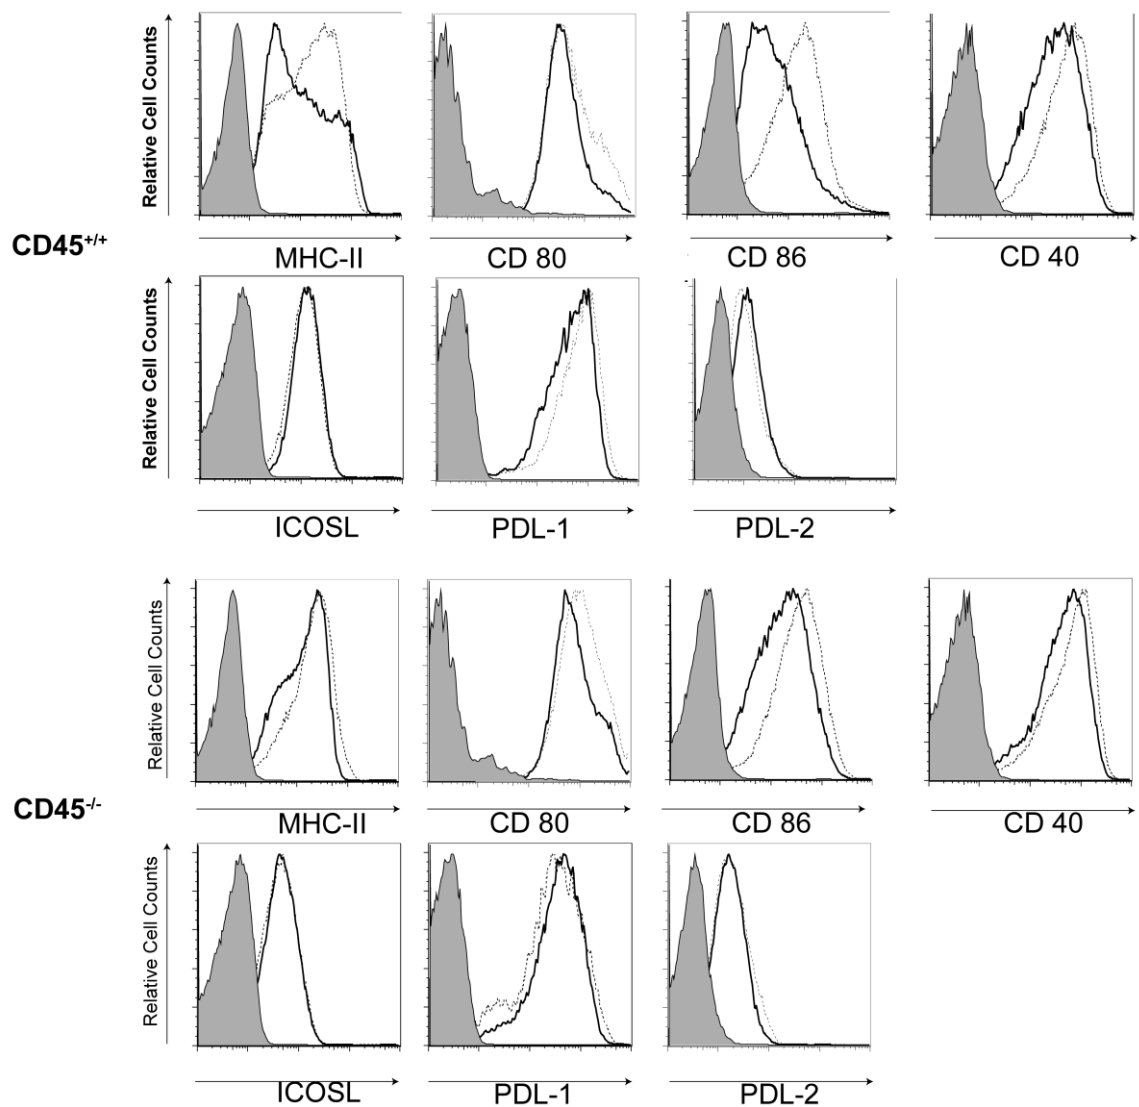 Relative Cell Counts
CD45+/+
MHC-II
CD 80
CD 86
CD 40
Relative Cell Counts
ICOSL
PDL-1
PDL-2
Relative Cell Counts
CD45-/-
MHC-II
CD 80
CD 86
CD 40
Relative Cell Counts
ICOSL
PDL-1
PDL-2